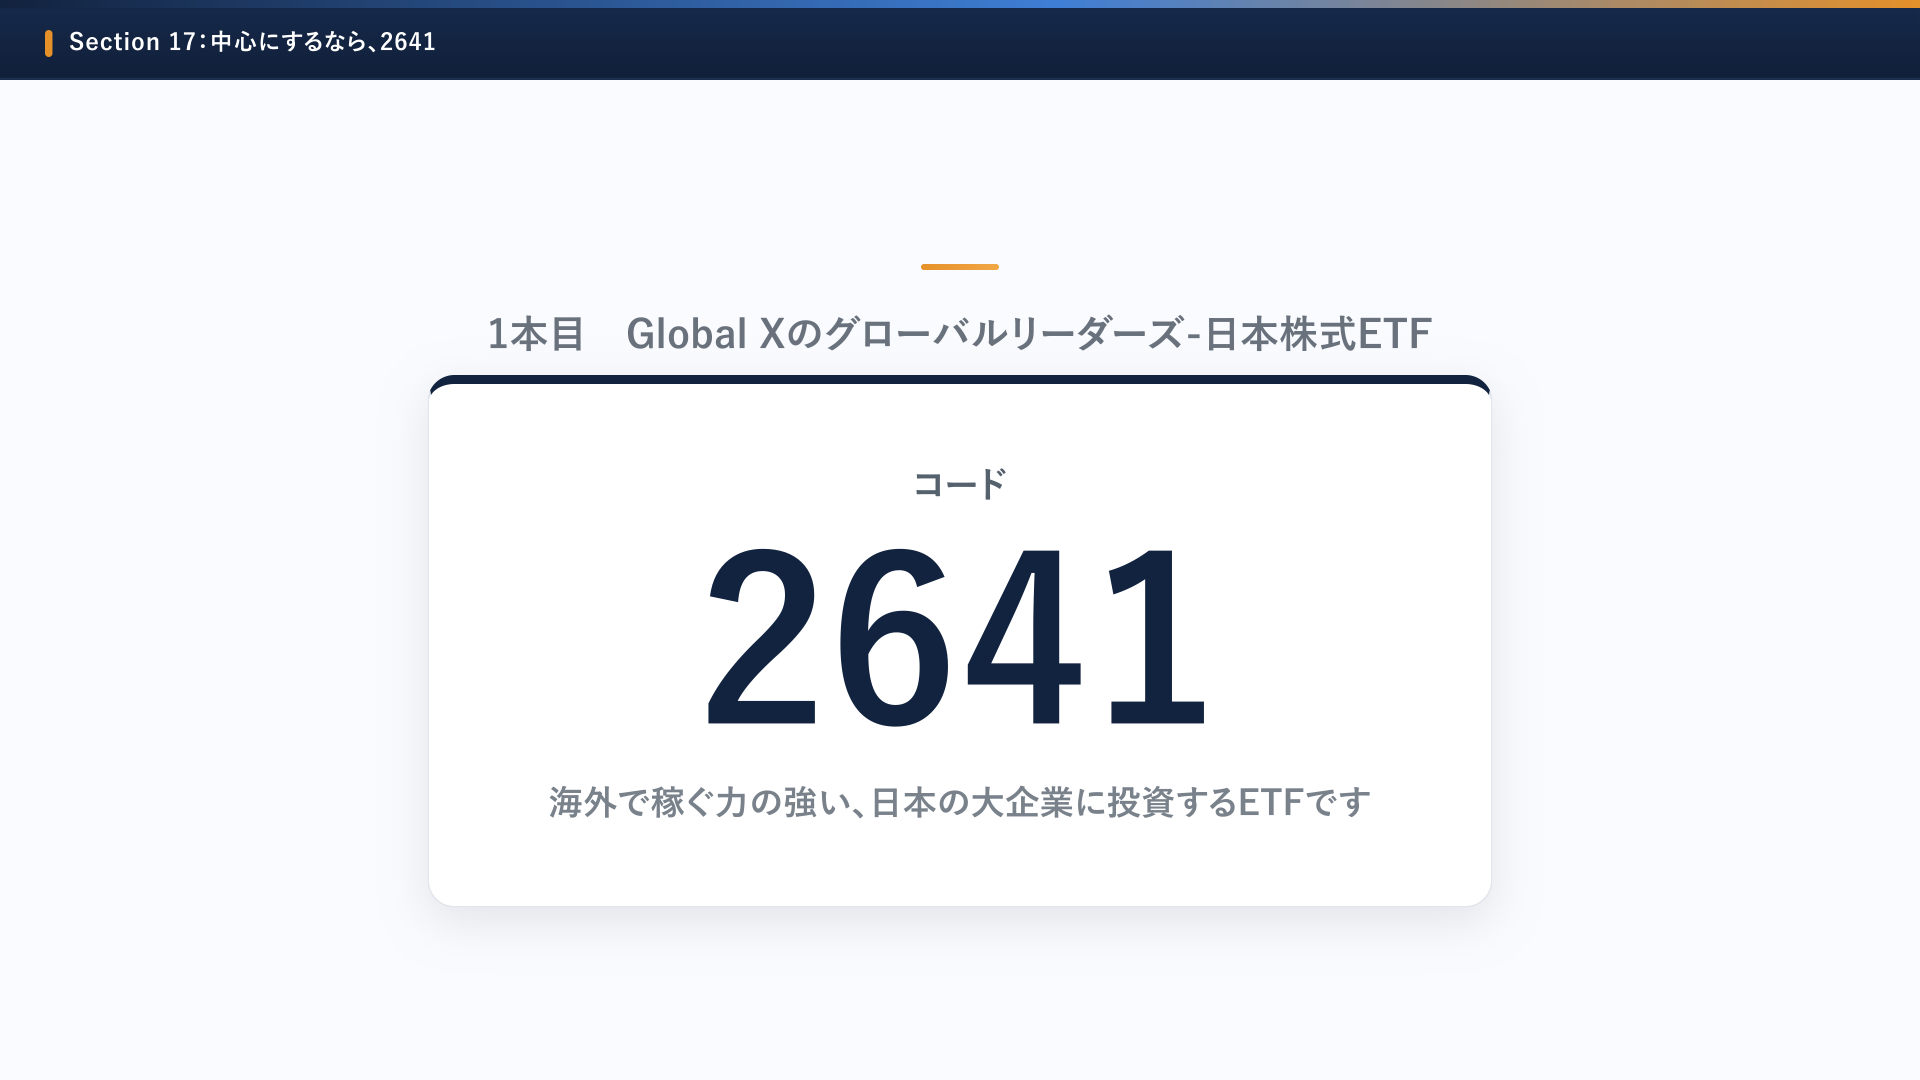 Section 17：中心にするなら、2641
1本目　Global Xのグローバルリーダーズ-日本株式ETF
コード
2641
海外で稼ぐ力の強い、日本の大企業に投資するETFです